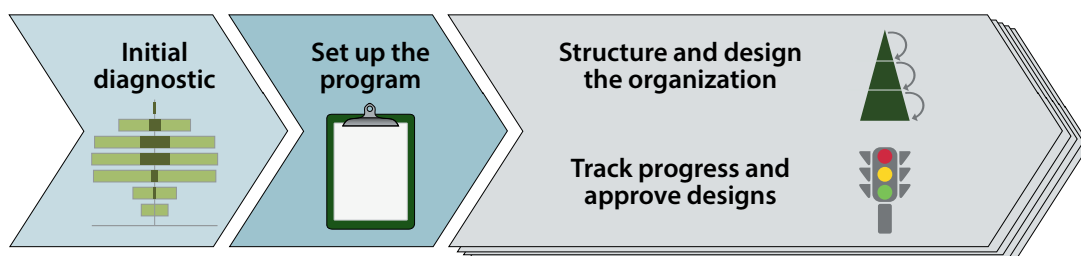 Initial
diagnostic
Set up the
program
Structure and design
the organization
Track progress and
approve designs